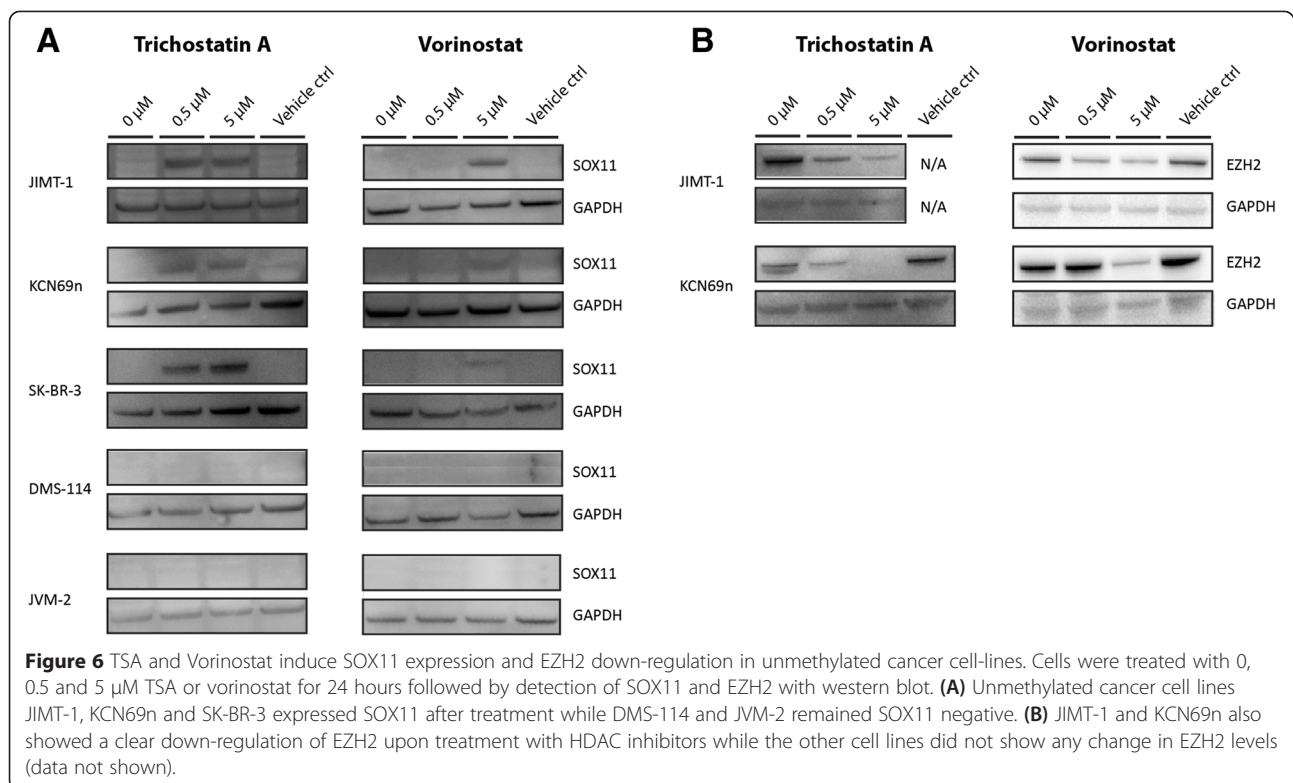 A
Trichostatin A
Vorinostat
0 µM
0.5 µM
5 µM
Vehicle ctrl
0 µM
0.5 µM
5 µM
Vehicle ctrl
JIMT-1
SOX11
GAPDH
KCN69n
SOX11
GAPDH
SK-BR-3
SOX11
GAPDH
DMS-114
SOX11
GAPDH
JVM-2
SOX11
GAPDH
B
Trichostatin A
Vorinostat
0 µM
0.5 µM
5 µM
Vehicle ctrl
0 µM
0.5 µM
5 µM
Vehicle ctrl
JIMT-1
N/A
EZH2
N/A
GAPDH
KCN69n
EZH2
GAPDH
Figure 6 TSA and Vorinostat induce SOX11 expression and EZH2 down-regulation in unmethylated cancer cell-lines. Cells were treated with 0,
0.5 and 5 µM TSA or vorinostat for 24 hours followed by detection of SOX11 and EZH2 with western blot. (A) Unmethylated cancer cell lines
JIMT-1, KCN69n and SK-BR-3 expressed SOX11 after treatment while DMS-114 and JVM-2 remained SOX11 negative. (B) JIMT-1 and KCN69n also
showed a clear down-regulation of EZH2 upon treatment with HDAC inhibitors while the other cell lines did not show any change in EZH2 levels
(data not shown).